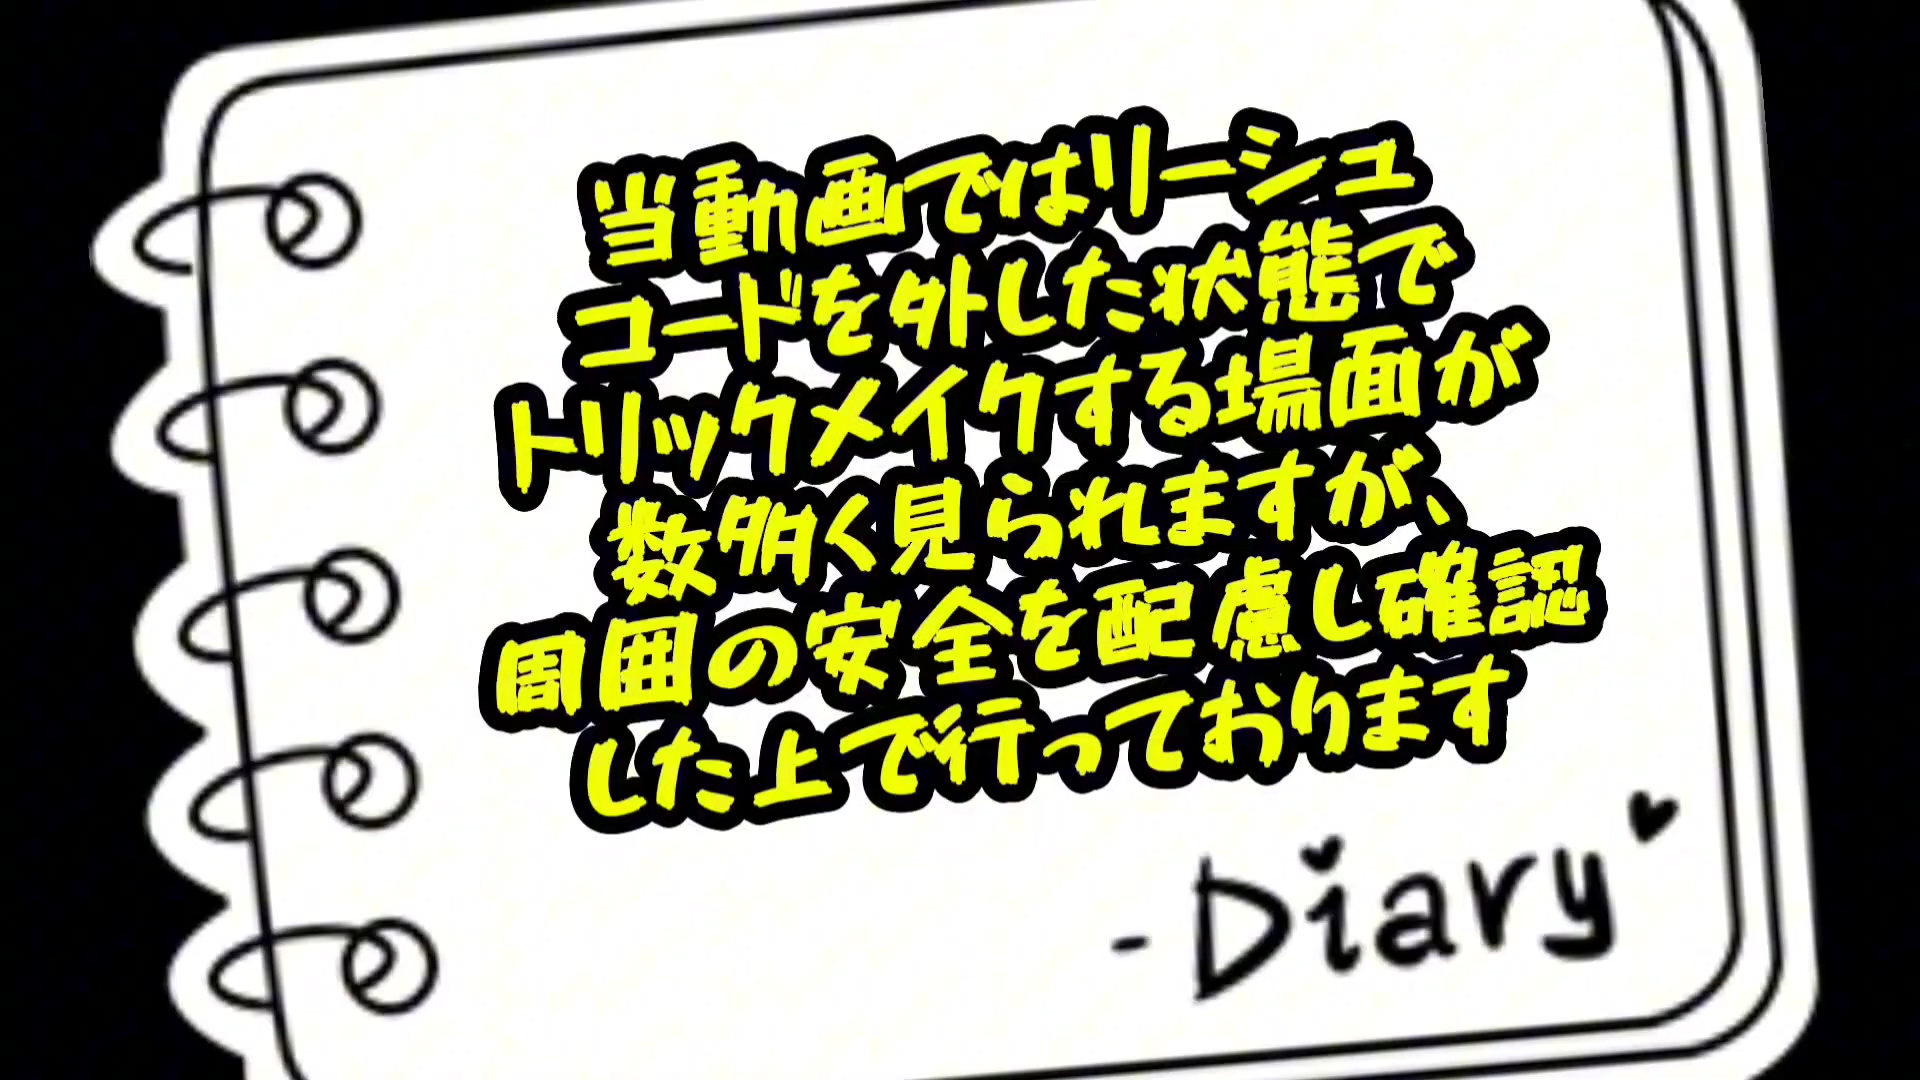 当動画ではリーシュ
コードを外した状態で
トリックメイクする場面が
数多く見られますが、
周囲の安全を配慮し確認
した上で行っております
-Diary